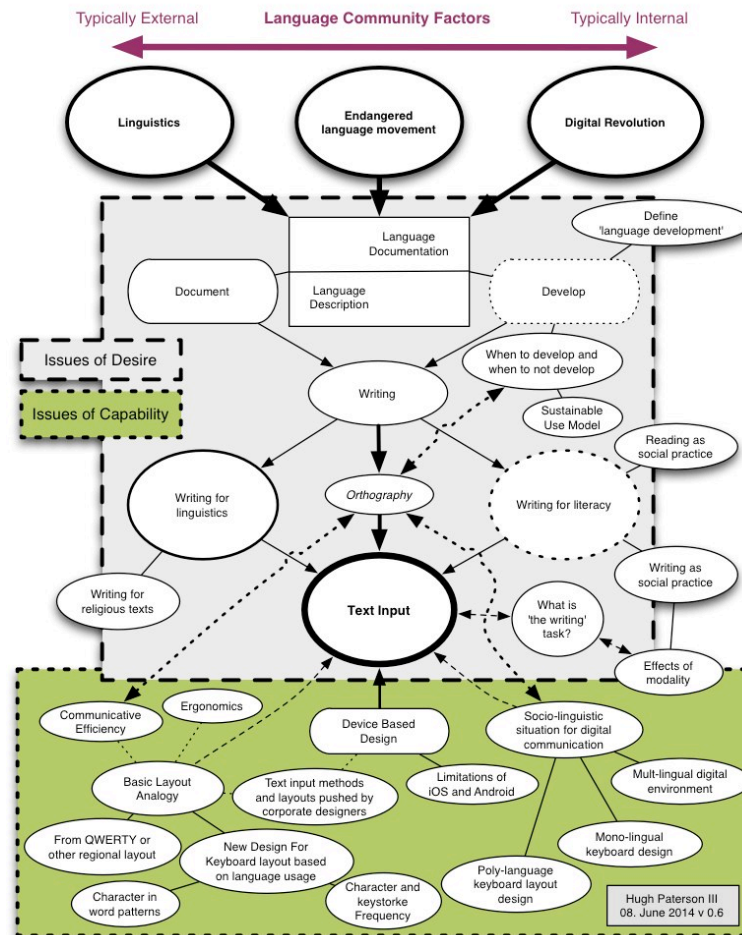 Typically External
Language Community Factors
Typically Internal
Linguistics
Endangered
language movement
Digital Revolution
Define
'language development'
Language
Documentation
Document
Language
Description
Develop
Issues of Desire
Issues of Capability
When to develop and
when to not develop
Writing
Sustainable
Use Model
Reading as
social practice
Writing for
linguistics
Orthography
Writing for literacy
Writing for
religious texts
Text Input
What is
'the writing'
task?
Writing as
social practice
Effects of
modality
Communicative
Efficiency
Ergonomics
Device Based
Design
Socio-linguistic
situation for digital
communication
Basic Layout
Analogy
Text input methods
and layouts pushed by
corporate designers
Limitations of
iOS and Android
Mult-lingual digital
environment
From QWERTY or
other regional layout
New Design For
Keyboard layout based
on language usage
Mono-lingual
keyboard design
Character in
word patterns
Character and
keystorke
Frequency
Poly-language
keyboard layout
design
Hugh Paterson III
08. June 2014 v 0.6